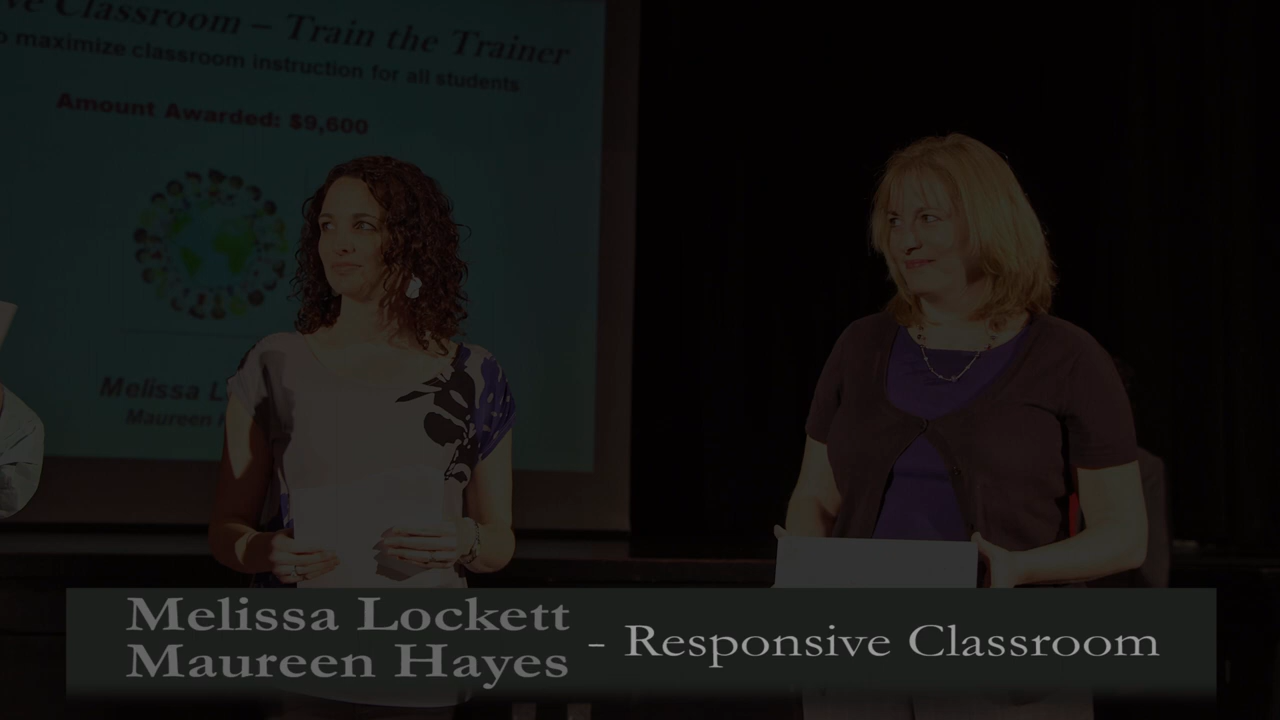 ve Classroom – Train the Trainer
o maximize classroom instruction for all students
Amount Awarded: $9,600
Melissa L
Maureen H
Melissa Lockett
Maureen Hayes
- Responsive Classroom